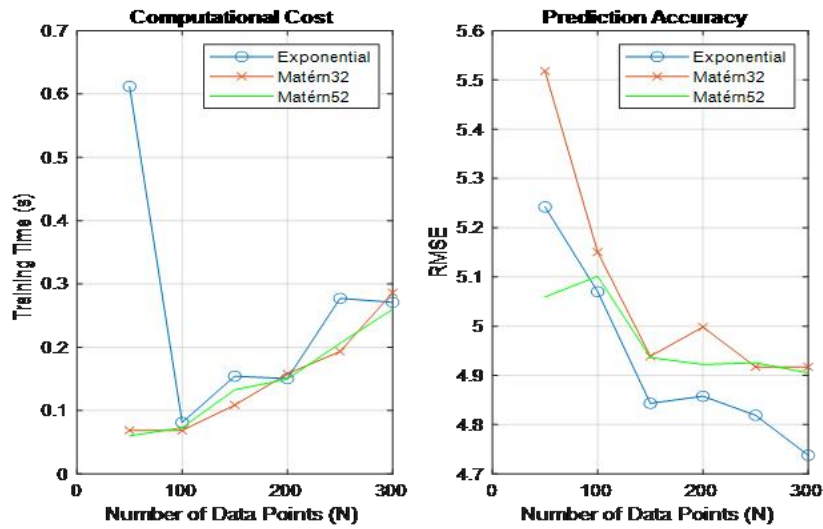 Computational Cost
0.7
0.6
0.5
0.4
0.3
0.2
0.1
0
Training Time (s)
0
100
200
300
Number of Data Points (N)
Exponential
Matérn32
Matérn52
Prediction Accuracy
5.6
5.5
5.4
5.3
5.2
5.1
5
4.9
4.8
4.7
RMSE
0
100
200
300
Number of Data Points (N)
Exponential
Matérn32
Matérn52